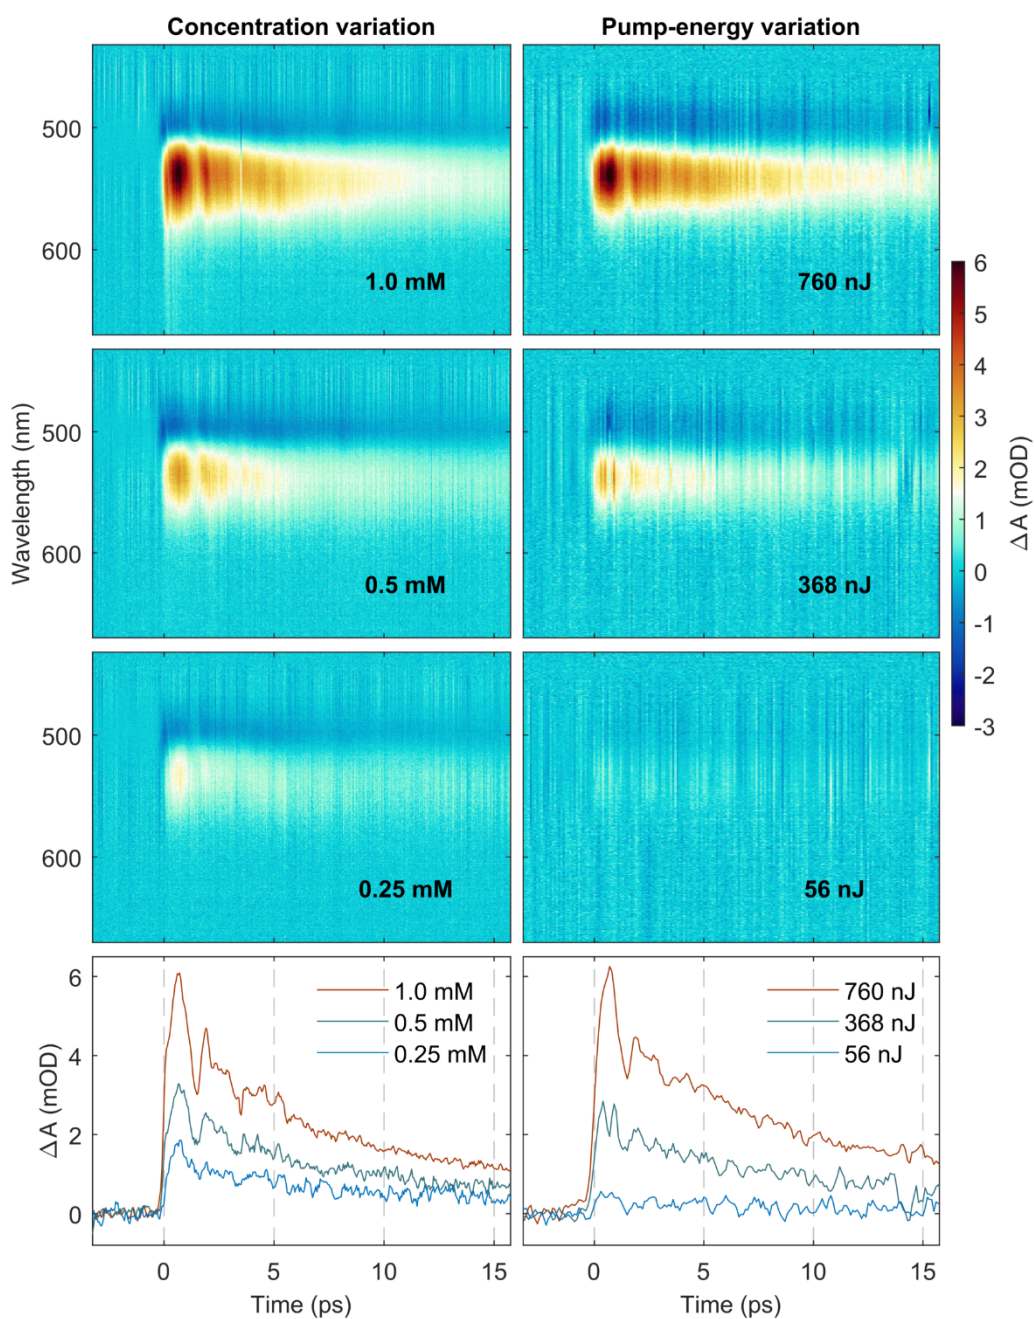 Concentration variation
Pump-energy variation
500
600
1.0 mM
760 nJ
500
600
0.5 mM
368 nJ
500
600
0.25 mM
56 nJ
Wavelength (nm)
6
5
4
3
2
1
0
-1
-2
-3
ΔA (mOD)
6
4
2
0
ΔA (mOD)
1.0 mM
0.5 mM
0.25 mM
760 nJ
368 nJ
56 nJ
0 5 10 15
0 5 10 15
Time (ps)
Time (ps)